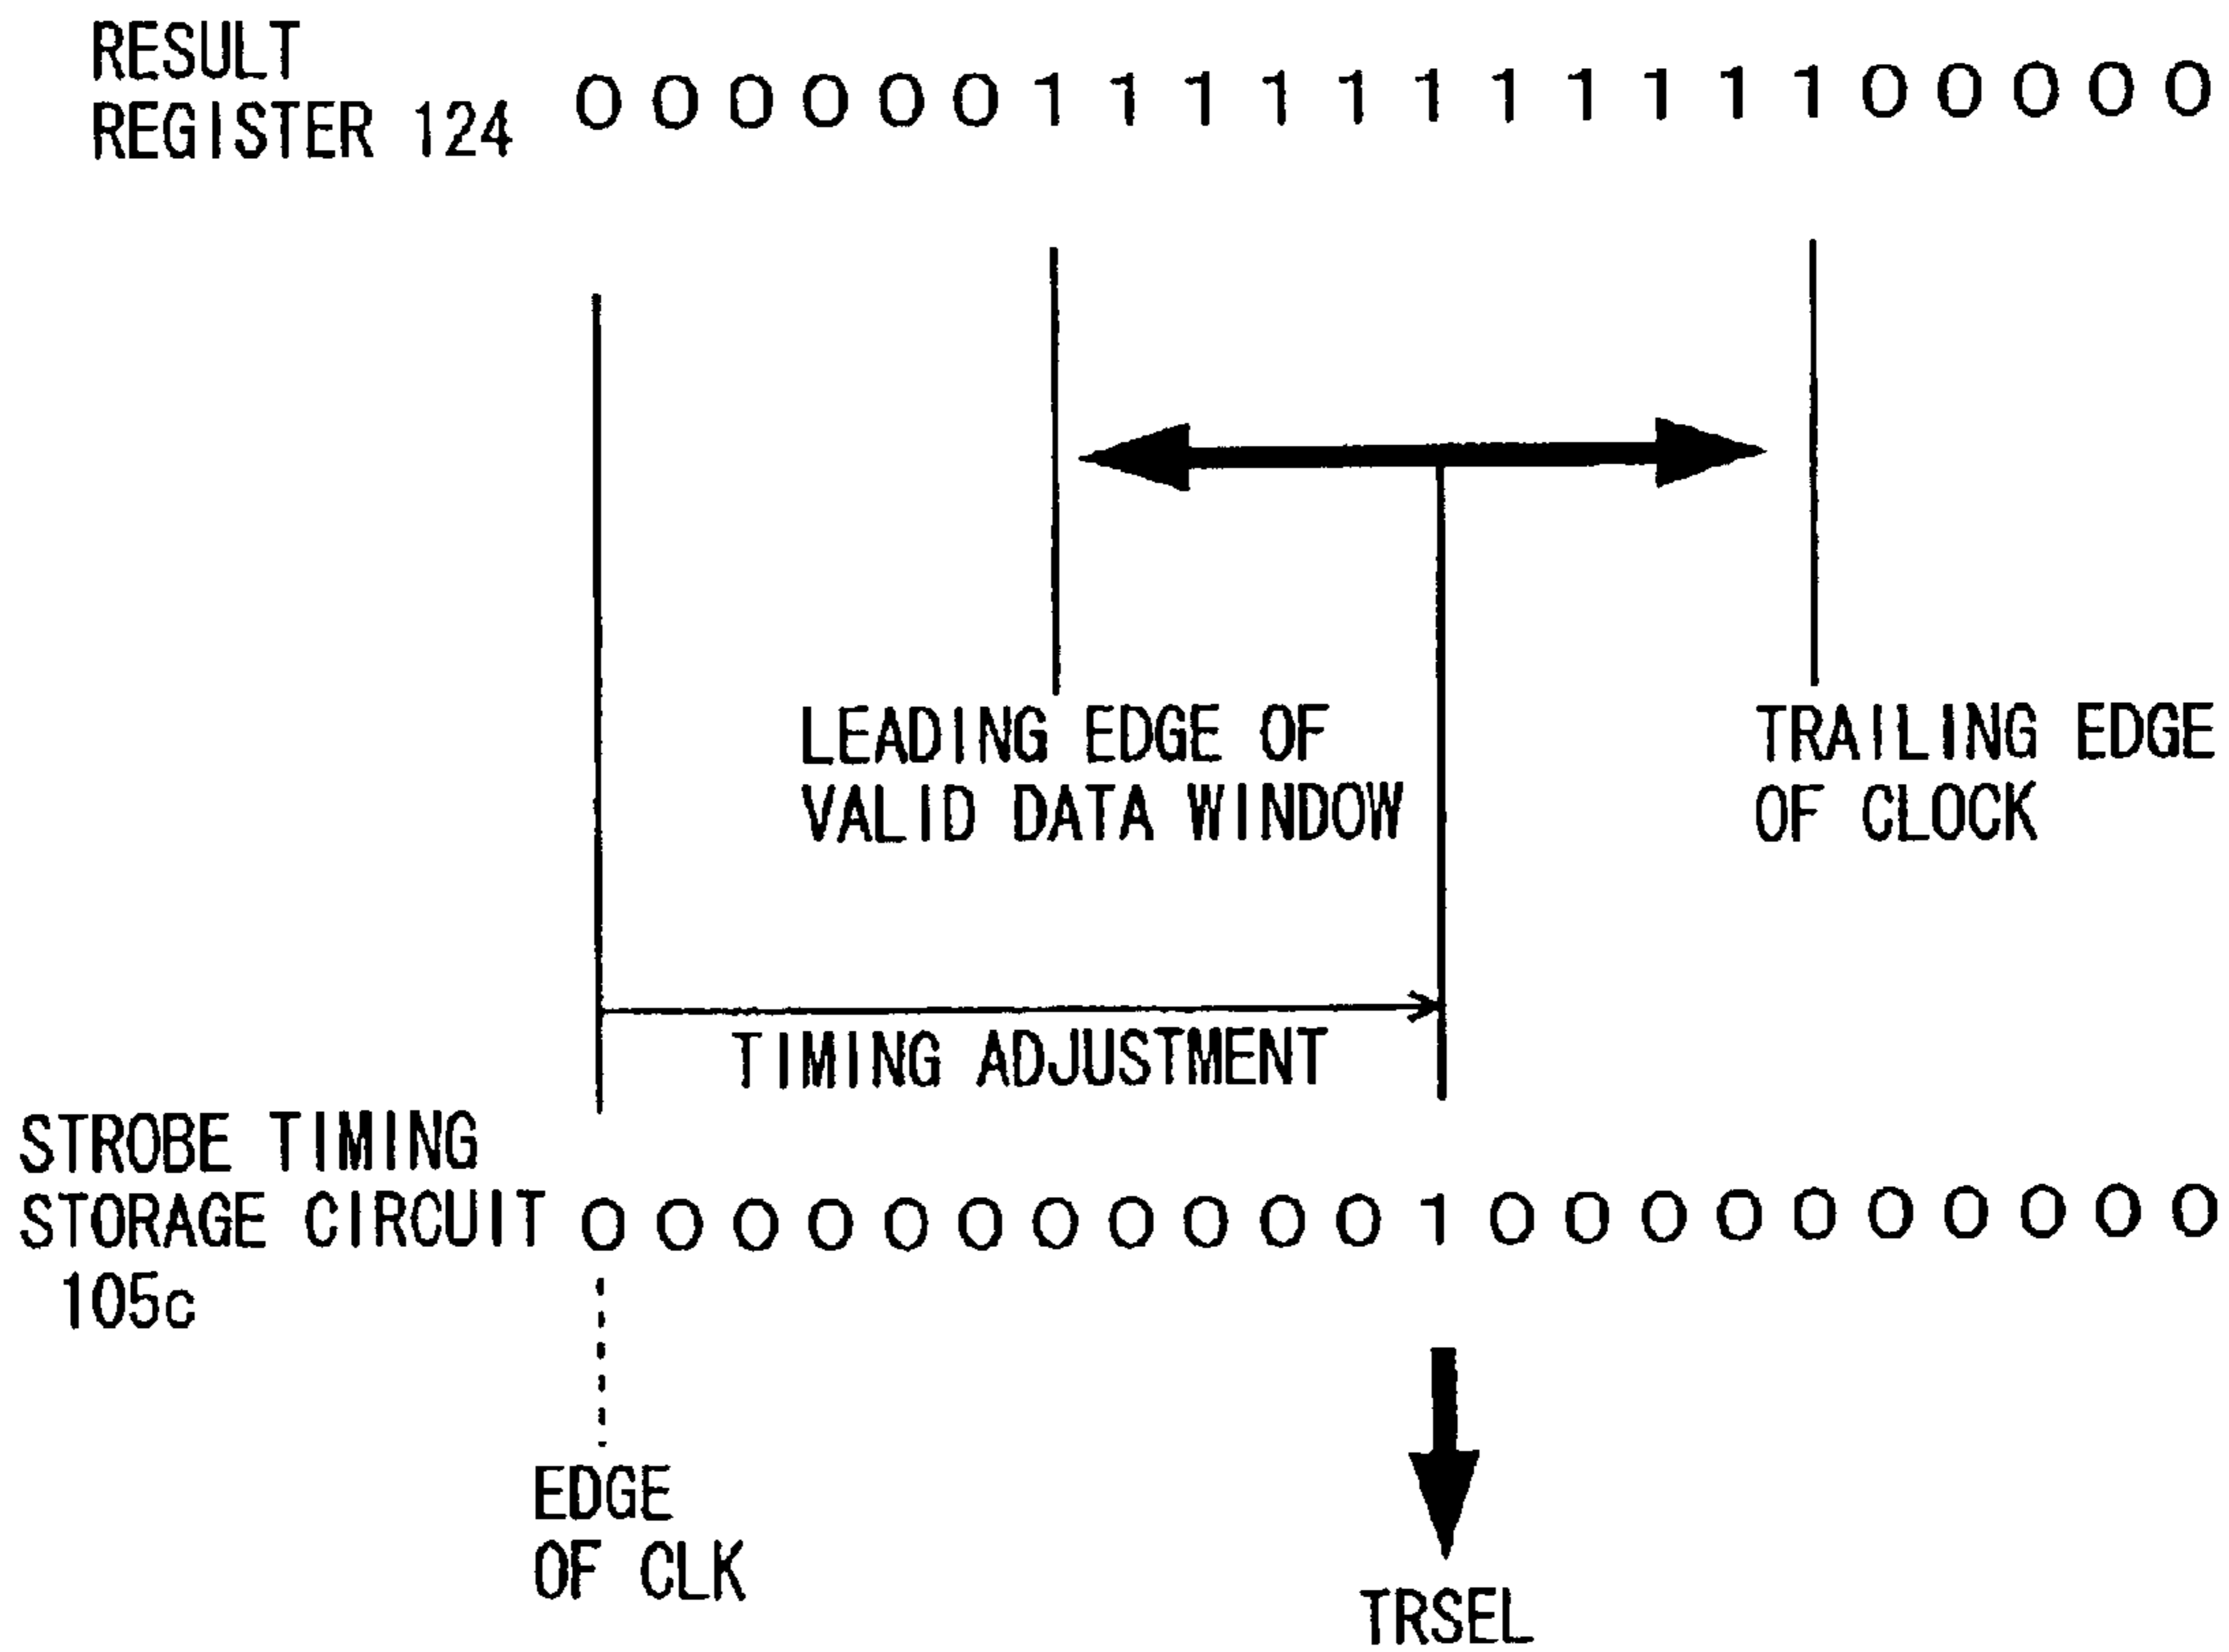 RESULT
REGISTER 124 0 0 0 0 0 0 1 1 1 1 1 1 1 1 1 1 1 0 0 0 0 0
LEADING EDGE OF
VALID DATA WINDOW
TRAILING EDGE
OF CLOCK
TIMING ADJUSTMENT
STROBE TIMING
STORAGE CIRCUIT 0 0 0 0 0 0 0 0 0 0 0 1 0 0 0 0 0 0 0 0 0 0
105c
EDGE
OF CLK
TRSEL